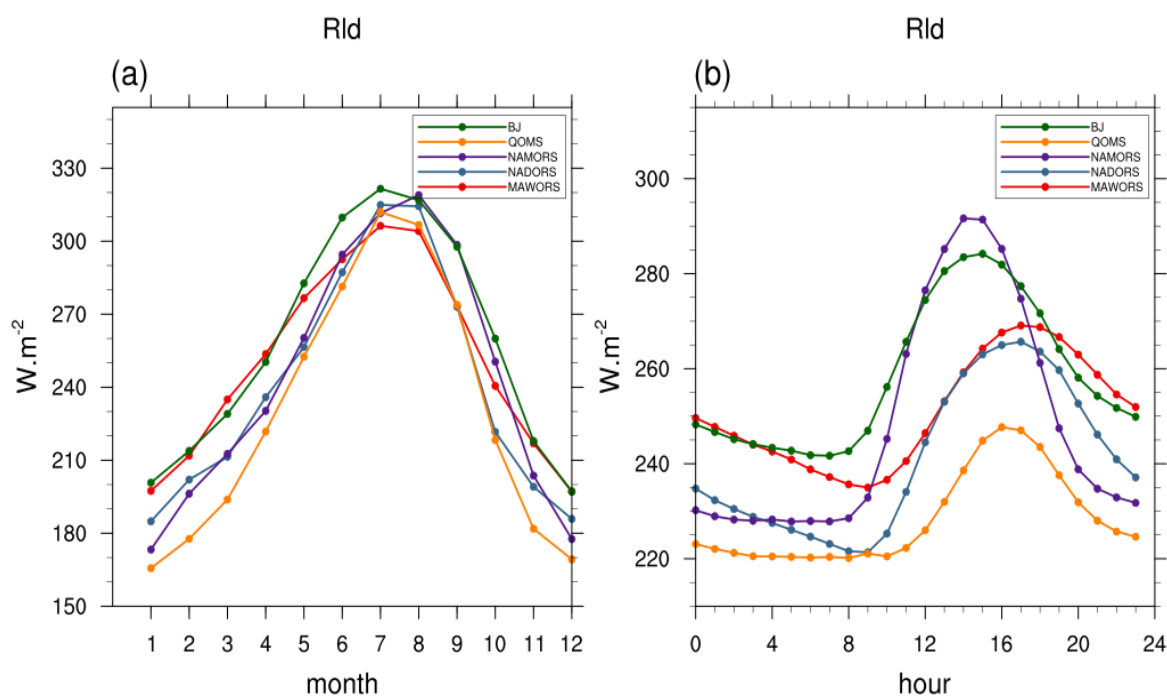 Rld
(a)
BJ
QOMS
NAMORS
NADORS
MAWORS
330
300
270
240
210
180
150
W.m-2
1 2 3 4 5 6 7 8 9 10 11 12
month
Rld
(b)
BJ
QOMS
NAMORS
NADORS
MAWORS
300
280
260
240
220
W.m-2
0 4 8 12 16 20 24
hour